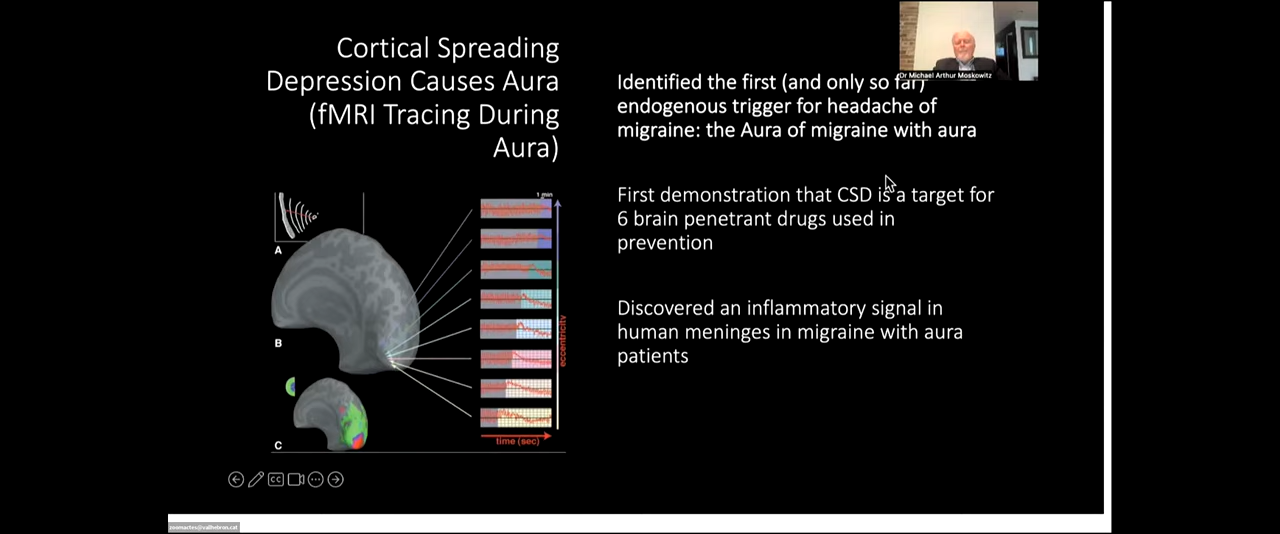 Cortical Spreading
Depression Causes Aura
(fMRI Tracing During
Aura)
Dr Michael Arthur Moskowitz
Identified the first (and only so far)
endogenous trigger for headache of
migraine: the Aura of migraine with aura
First demonstration that CSD is a target for
6 brain penetrant drugs used in
prevention
Discovered an inflammatory signal in
human meninges in migraine with aura
patients
1 min
A
B
C
eccentricity
time (sec)
CC
zoomactes@vallhebron.cat